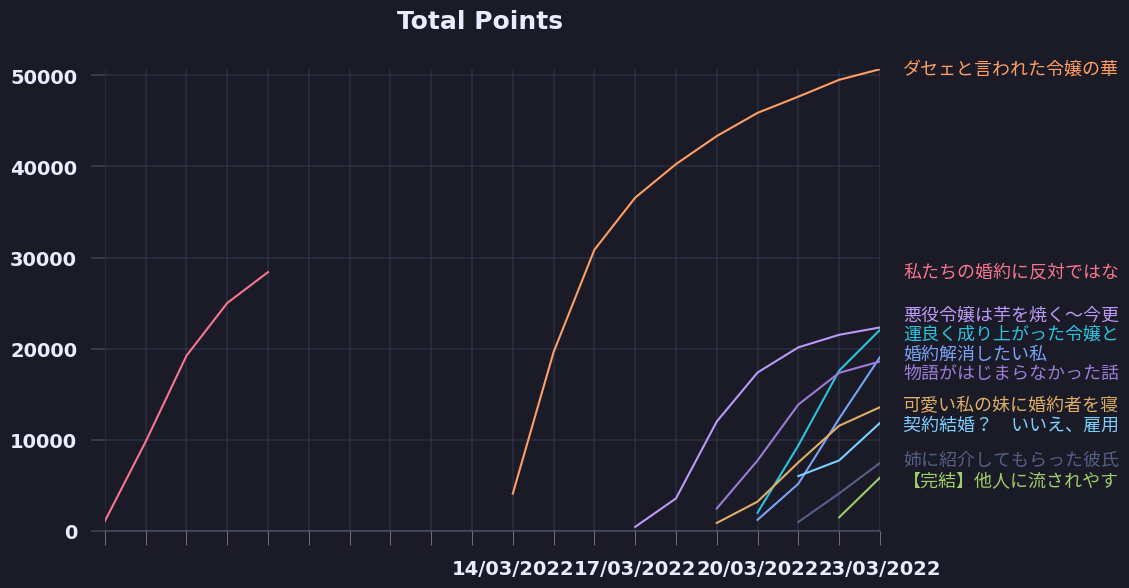 Total Points
50000
40000
30000
20000
10000
0
14/03/2022
17/03/2022
20/03/2022
23/03/2022
ダセェと言われた令嬢の華
私たちの婚約に反対ではな
悪役令嬢は芋を焼く～今更
運良く成り上がった令嬢と
婚約解消したい私
物語がはじまらなかった話
可愛い私の妹に婚約者を寝
契約結婚？　いいえ、雇用
姉に紹介してもらった彼氏
【完結】他人に流されやす